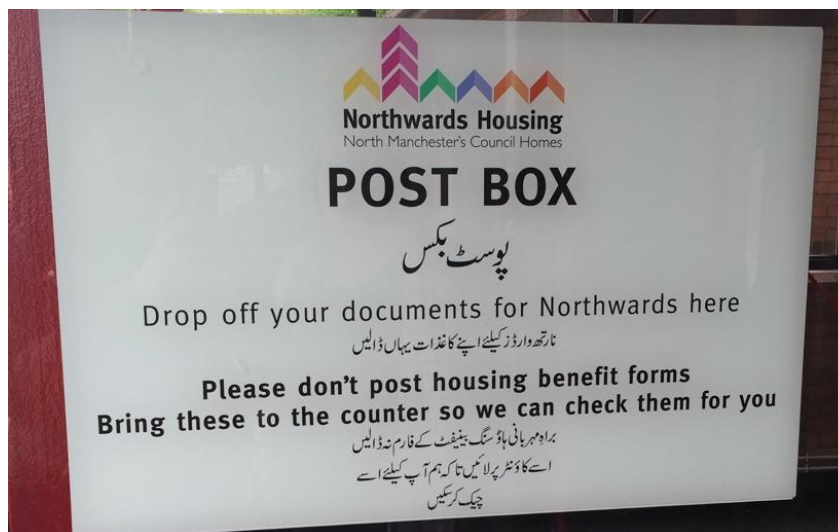 Northwards Housing
North Manchester's Council Homes
POST BOX
پوسٹ بکس
Drop off your documents for Northwards here
نارتھ وارڈز کیلئے اپنے کاغذات یہاں ڈالیں
Please don't post housing benefit forms
Bring these to the counter so we can check them for you
براہِ مہربانی ہاؤسنگ بینیفٹ کے فارم نہ ڈالیں
اسے کاؤنٹر پر لائیں تاکہ ہم آپ کیلئے اسے
چیک کر سکیں